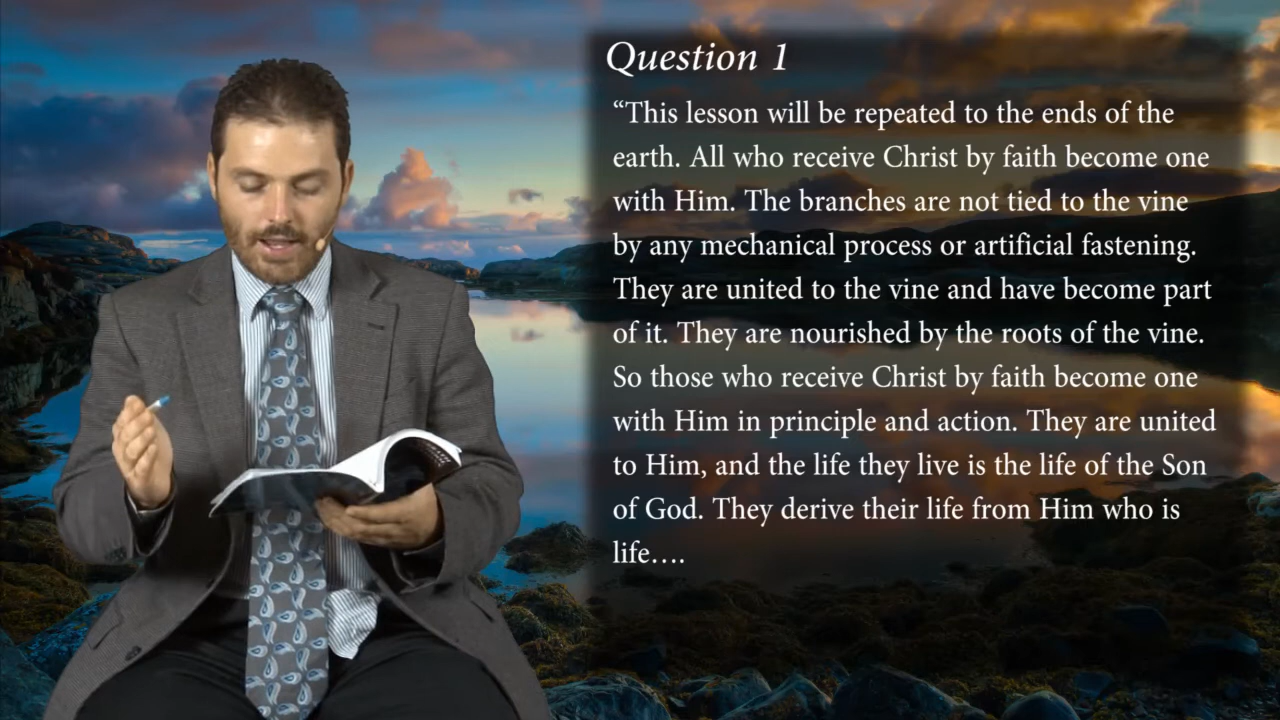 Question 1
“This lesson will be repeated to the ends of the
earth. All who receive Christ by faith become one
with Him. The branches are not tied to the vine
by any mechanical process or artificial fastening.
They are united to the vine and have become part
of it. They are nourished by the roots of the vine.
So those who receive Christ by faith become one
with Him in principle and action. They are united
to Him, and the life they live is the life of the Son
of God. They derive their life from Him who is
life….